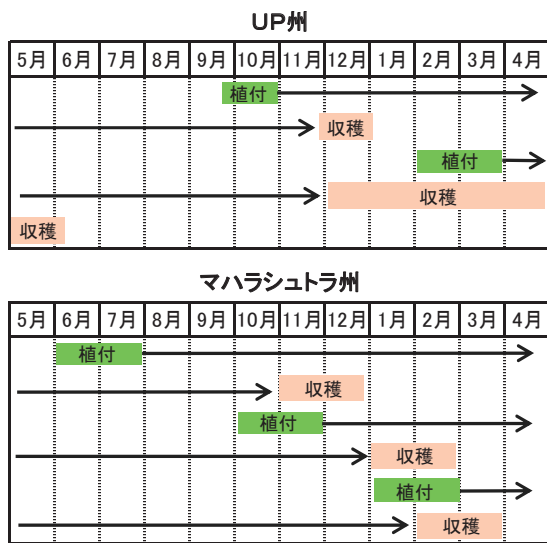 UP州
5月 6月 7月 8月 9月 10月 11月 12月 1月 2月 3月 4月
植付
収穫
植付
収穫
収穫
マハラシュトラ州
5月 6月 7月 8月 9月 10月 11月 12月 1月 2月 3月 4月
植付
収穫
植付
収穫
植付
収穫